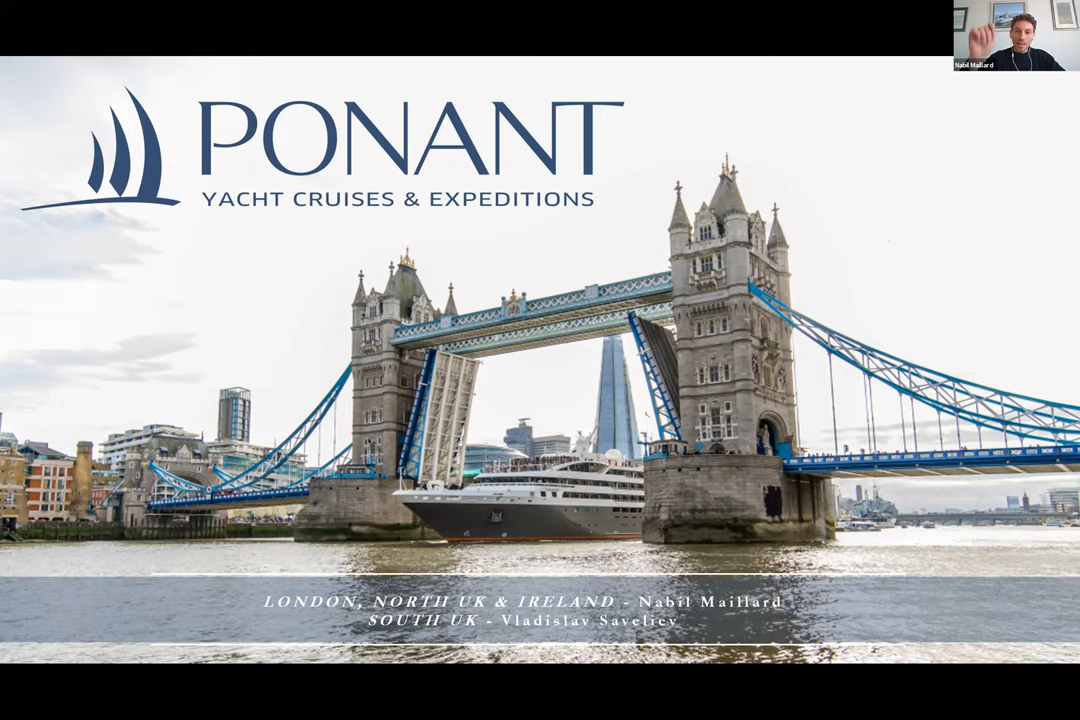 Nabil Maillard
PONANT
YACHT CRUISES & EXPEDITIONS
LONDON, NORTH UK & IRELAND - Nabil Maillard
SOUTH UK - Vladislav Saveliev